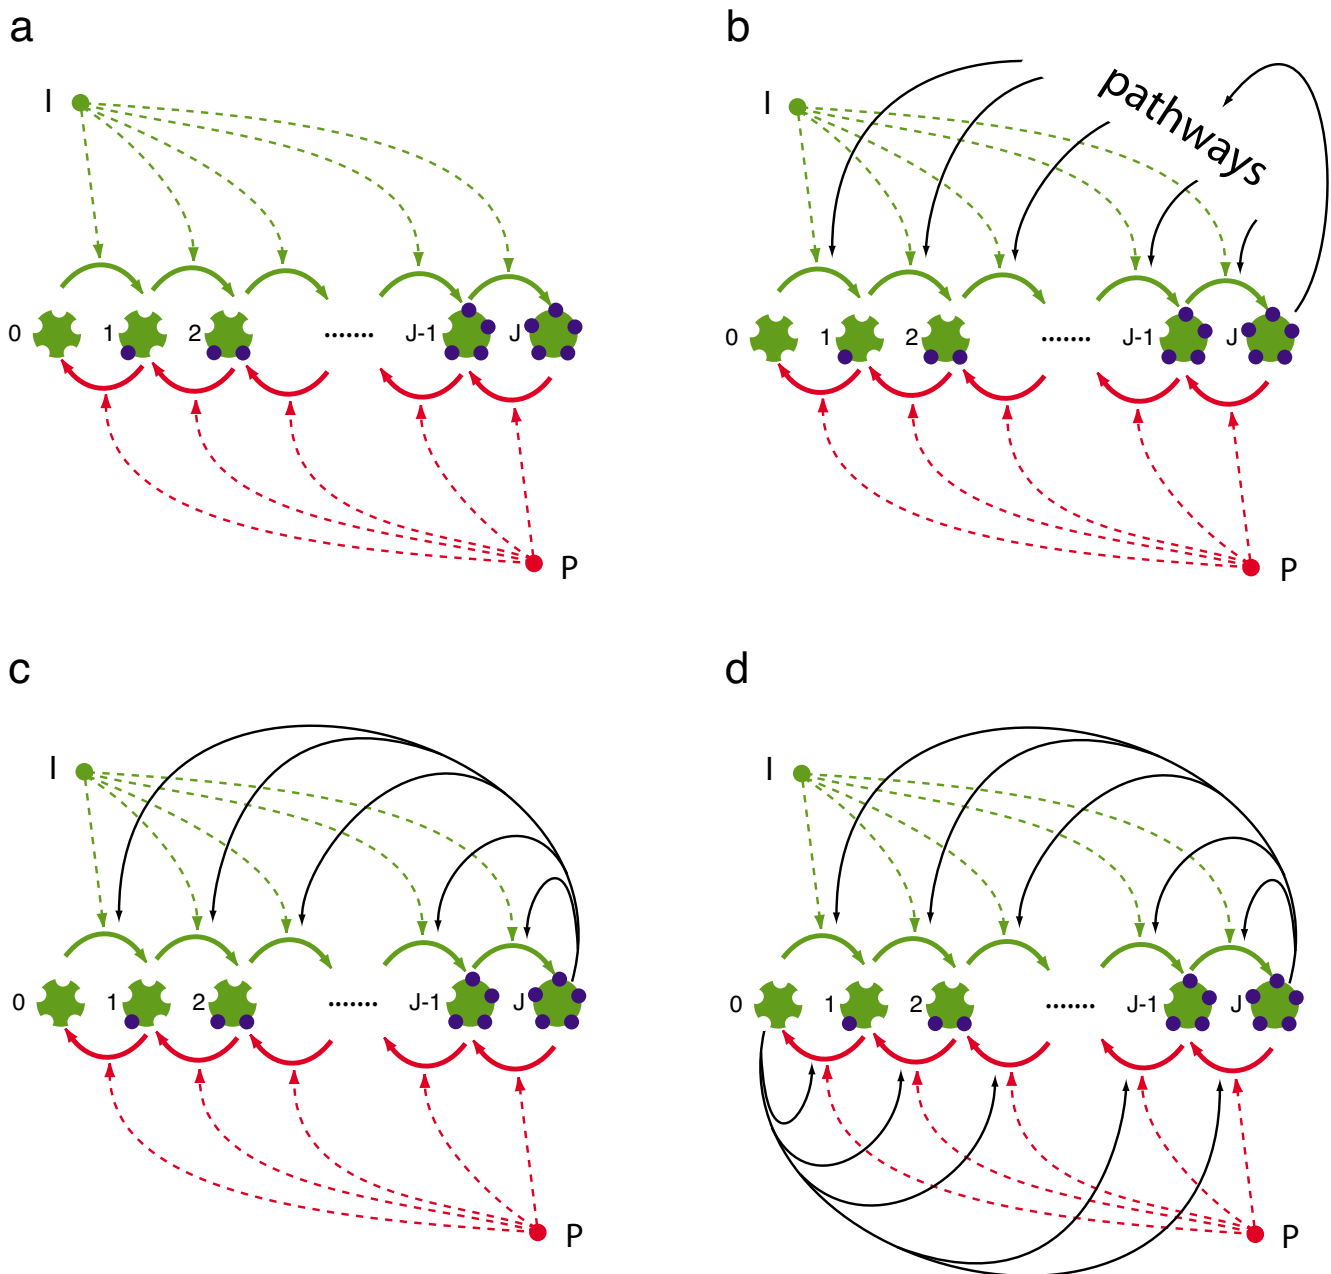 a
I
0 1 2 ....... J-1 J
P
b
I
pathways
0 1 2 ....... J-1 J
P
c
I
0 1 2 ....... J-1 J
P
d
I
0 1 2 ....... J-1 J
P